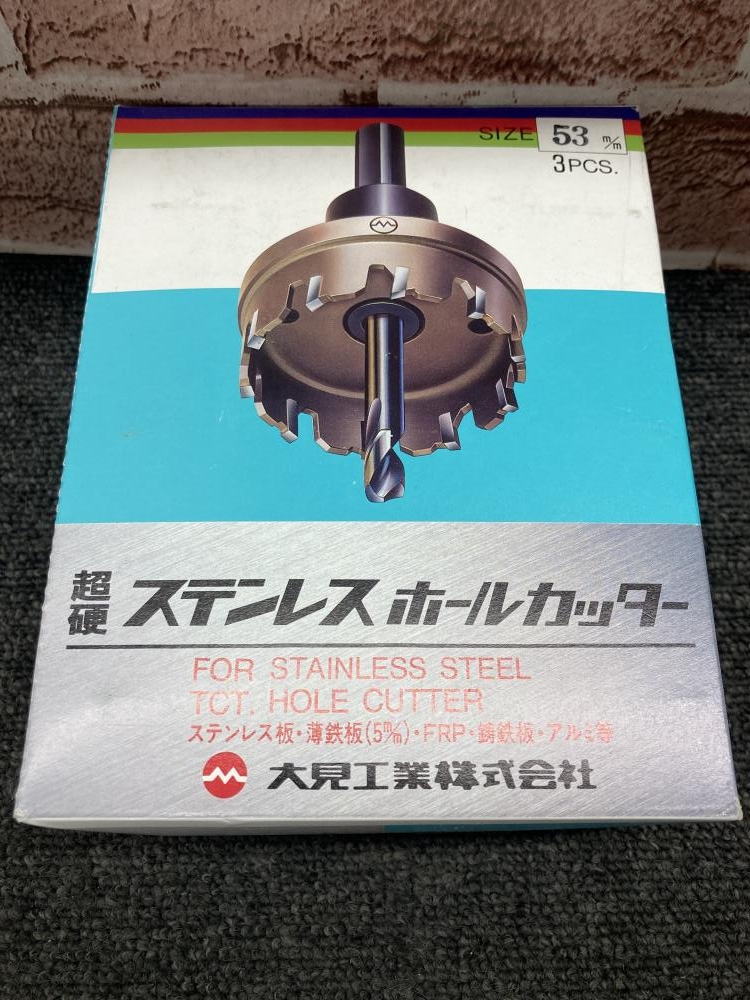 SIZE 53 m/m
3PCS.
超硬 ステンレスホールカッター
FOR STAINLESS STEEL
TCT. HOLE CUTTER
ステンレス板・薄鉄板(5m/m)・FRP・鋳鉄板・アルミ等
大見工業株式会社